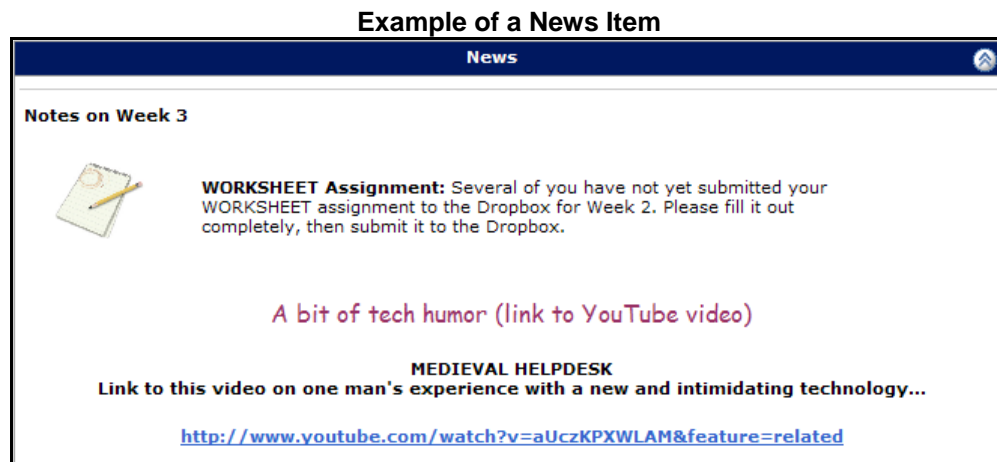 Example of a News Item
News
Notes on Week 3
WORKSHEET Assignment: Several of you have not yet submitted your
WORKSHEET assignment to the Dropbox for Week 2. Please fill it out
completely, then submit it to the Dropbox.
A bit of tech humor (link to YouTube video)
MEDIEVAL HELPDESK
Link to this video on one man's experience with a new and intimidating technology...
http://www.youtube.com/watch?v=aUczKPXWLAM&feature=related